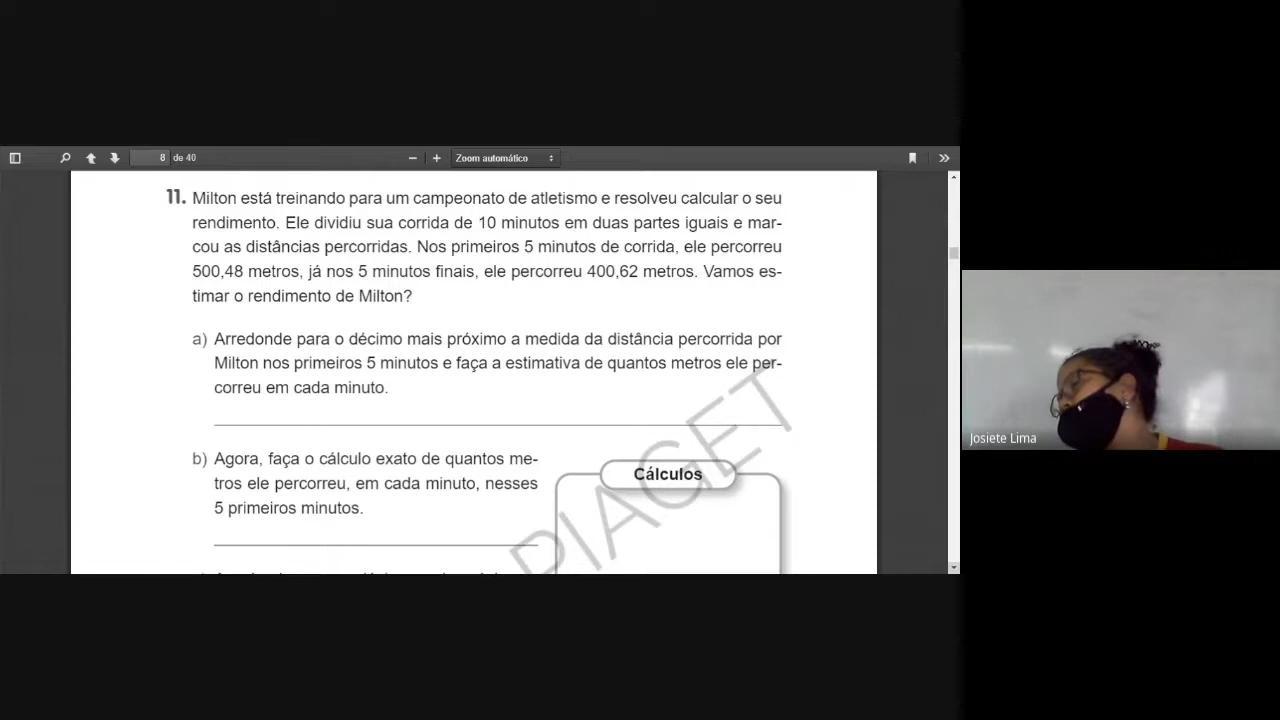 8 de 40
Zoom automático
11. Milton está treinando para um campeonato de atletismo e resolveu calcular o seu
rendimento. Ele dividiu sua corrida de 10 minutos em duas partes iguais e mar-
cou as distâncias percorridas. Nos primeiros 5 minutos de corrida, ele percorreu
500,48 metros, já nos 5 minutos finais, ele percorreu 400,62 metros. Vamos es-
timar o rendimento de Milton?
a) Arredonde para o décimo mais próximo a medida da distância percorrida por
Milton nos primeiros 5 minutos e faça a estimativa de quantos metros ele per-
correu em cada minuto.
b) Agora, faça o cálculo exato de quantos me-
tros ele percorreu, em cada minuto, nesses
5 primeiros minutos.
Cálculos
PIAGET
Josiete Lima